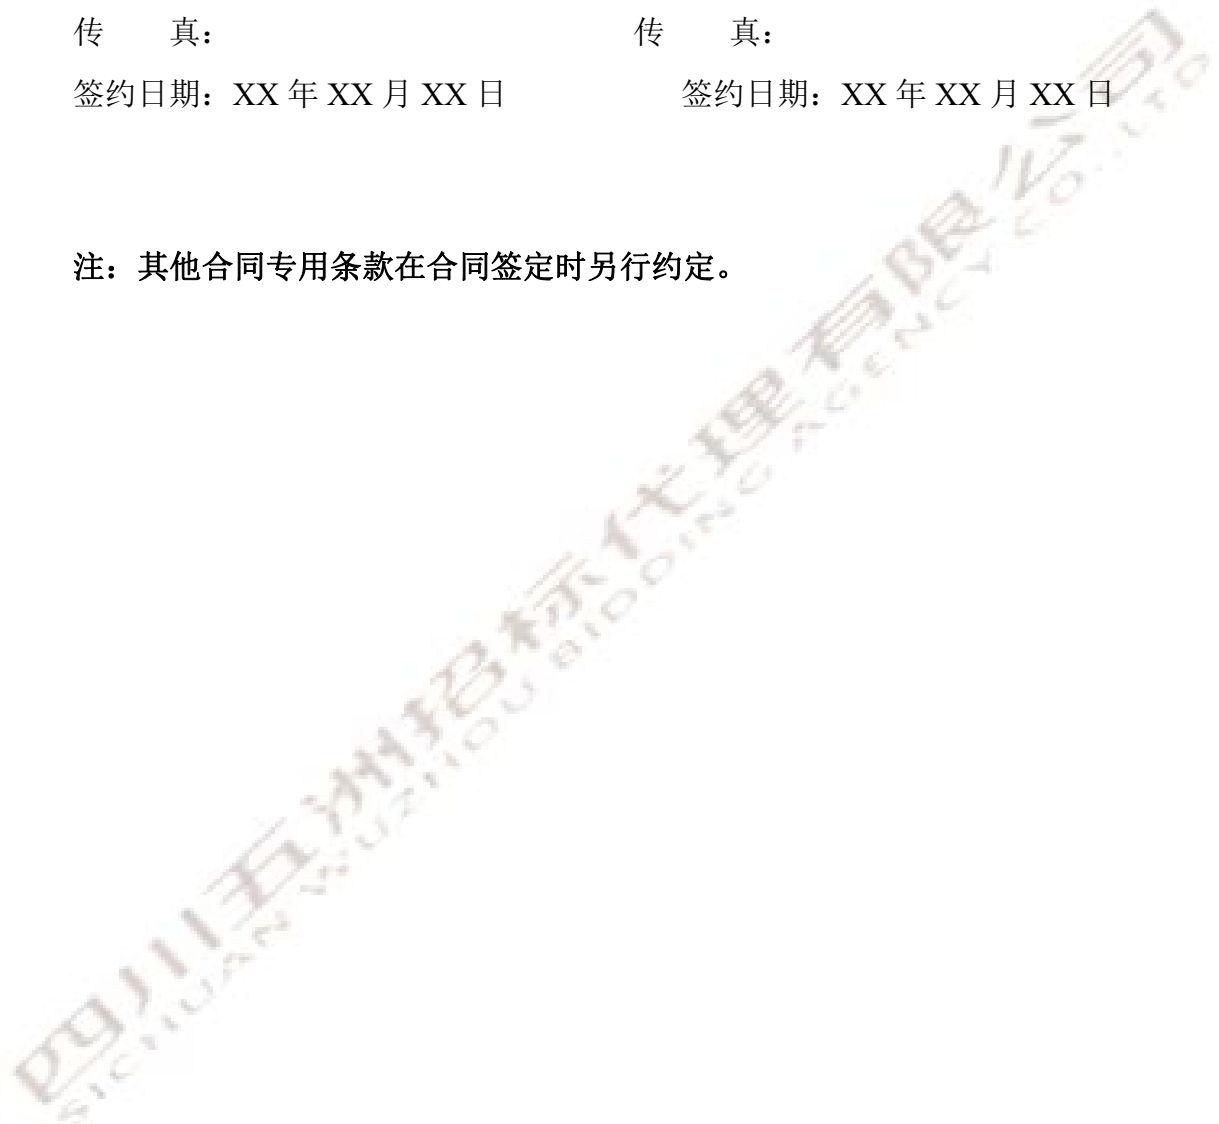 传 真： 传 真：
签约日期：XX 年 XX 月 XX 日 签约日期：XX 年 XX 月 XX 日
注：其他合同专用条款在合同签定时另行约定。
四川五洲招标代理有限公司
SICHUAN WUZHOU BIDDING AGENCY CO.,LTD